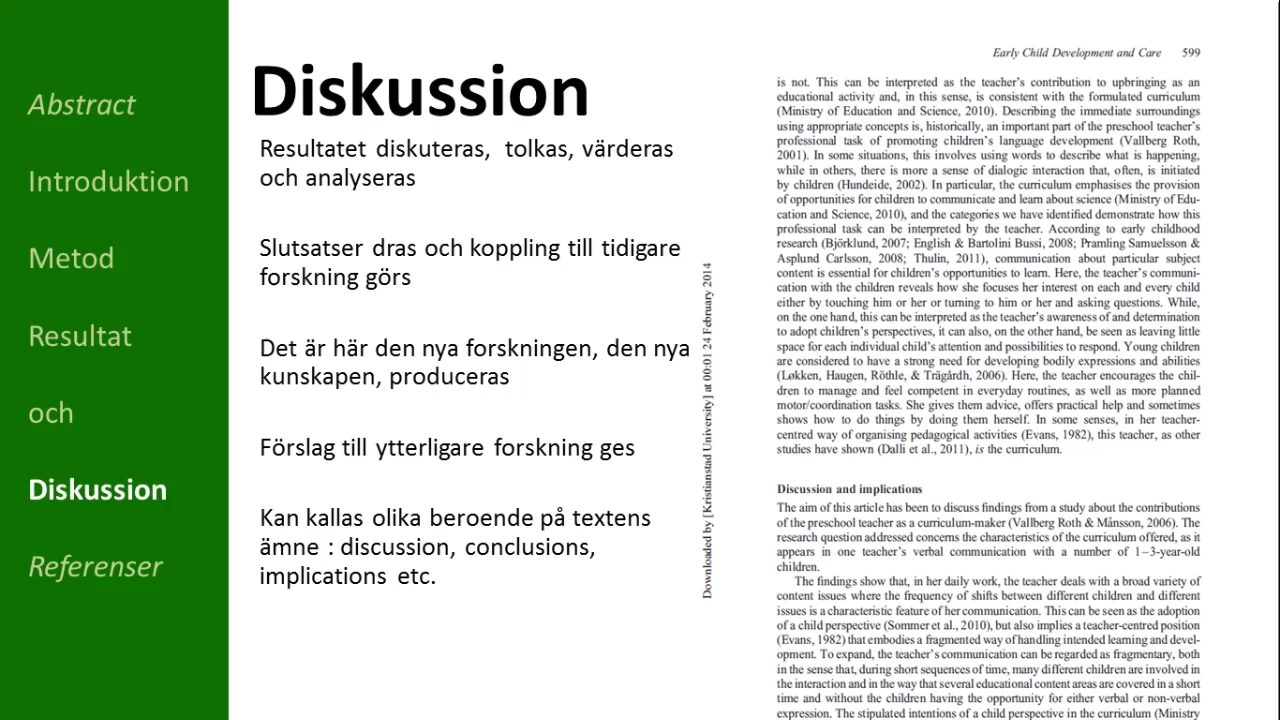 Abstract
Introduktion
Metod
Resultat
och
Diskussion
Referenser
Diskussion
Resultatet diskuteras, tolkas, värderas
och analyseras
Slutsatser dras och koppling till tidigare
forskning görs
Det är här den nya forskningen, den nya
kunskapen, produceras
Förslag till ytterligare forskning ges
Kan kallas olika beroende på textens
ämne : discussion, conclusions,
implications etc.
Downloaded by [Kristianstad University] at 00:01 24 February 2014
Early Child Development and Care 599
is not. This can be interpreted as the teacher's contribution to upbringing as an
educational activity and, in this sense, is consistent with the formulated curriculum
(Ministry of Education and Science, 2010). Describing the immediate surroundings
using appropriate concepts is, historically, an important part of the preschool teacher's
professional task of promoting children's language development (Vallberg Roth,
2001). In some situations, this involves using words to describe what is happening,
while in others, there is more a sense of dialogic interaction that, often, is initiated
by children (Hundeide, 2002). In particular, the curriculum emphasises the provision
of opportunities for children to communicate and learn about science (Ministry of Edu-
cation and Science, 2010), and the categories we have identified demonstrate how this
professional task can be interpreted by the teacher. According to early childhood
research (Björklund, 2007; English & Bartolini Bussi, 2008; Pramling Samuelsson &
Asplund Carlsson, 2008; Thulin, 2011), communication about particular subject
content is essential for children's opportunities to learn. Here, the teacher's communi-
cation with the children reveals how she focuses her interest on each and every child
either by touching him or her or turning to him or her and asking questions. While,
on the one hand, this can be interpreted as the teacher's awareness of and determination
to adopt children's perspectives, it can also, on the other hand, be seen as leaving little
space for each individual child's attention and possibilities to respond. Young children
are considered to have a strong need for developing bodily expressions and abilities
(Løkken, Haugen, Röthle, & Trägårdh, 2006). Here, the teacher encourages the chil-
dren to manage and feel competent in everyday routines, as well as more planned
motor/coordination tasks. She gives them advice, offers practical help and sometimes
shows how to do things by doing them herself. In some senses, in her teacher-
centred way of organising pedagogical activities (Evans, 1982), this teacher, as other
studies have shown (Dalli et al., 2011), is the curriculum.
Discussion and implications
The aim of this article has been to discuss findings from a study about the contributions
of the preschool teacher as a curriculum-maker (Vallberg Roth & Månsson, 2006). The
research question addressed concerns the characteristics of the curriculum offered, as it
appears in one teacher's verbal communication with a number of 1–3-year-old
children.
The findings show that, in her daily work, the teacher deals with a broad variety of
content issues where the frequency of shifts between different children and different
issues is a characteristic feature of her communication. This can be seen as the adoption
of a child perspective (Sommer et al., 2010), but also implies a teacher-centred position
(Evans, 1982) that embodies a fragmented way of handling intended learning and devel-
opment. To expand, the teacher's communication can be regarded as fragmentary, both
in the sense that, during short sequences of time, many different children are involved in
the interaction and in the way that several educational content areas are covered in a short
time and without the children having the opportunity for either verbal or non-verbal
expression. The stipulated intentions of a child perspective in the curriculum (Ministry